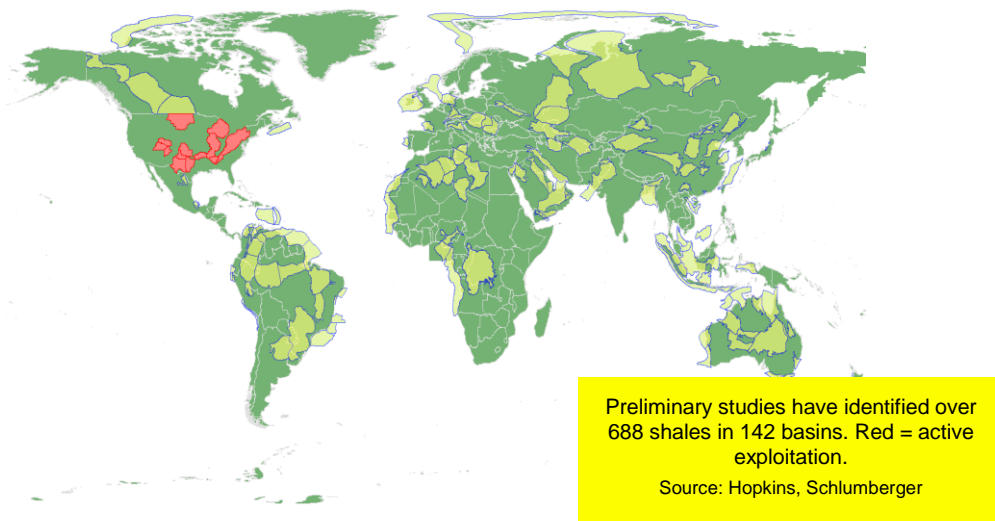 Preliminary studies have identified over
688 shales in 142 basins. Red = active
exploitation.
Source: Hopkins, Schlumberger